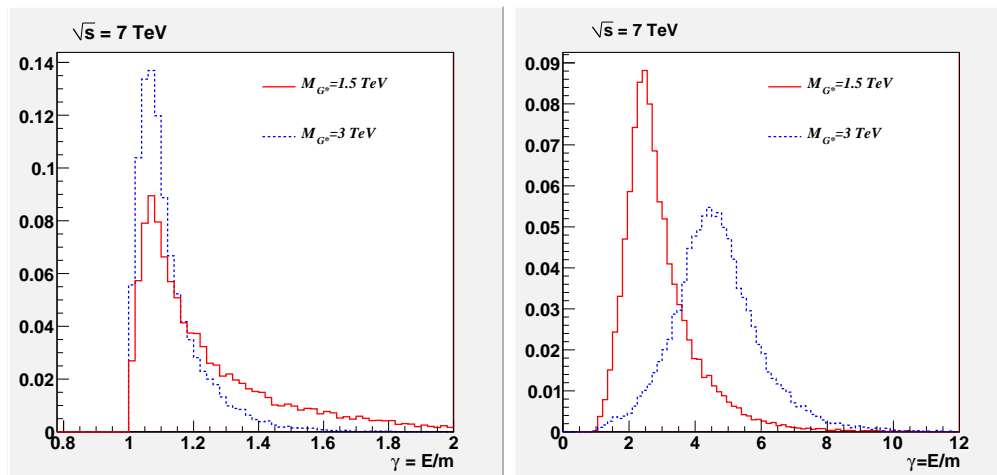 √s = 7 TeV
M_G*=1.5 TeV
M_G*=3 TeV
0.14
0.12
0.1
0.08
0.06
0.04
0.02
0
0.8 1 1.2 1.4 1.6 1.8 2
γ = E/m
√s = 7 TeV
M_G*=1.5 TeV
M_G*=3 TeV
0.09
0.08
0.07
0.06
0.05
0.04
0.03
0.02
0.01
0
0 2 4 6 8 10 12
γ=E/m